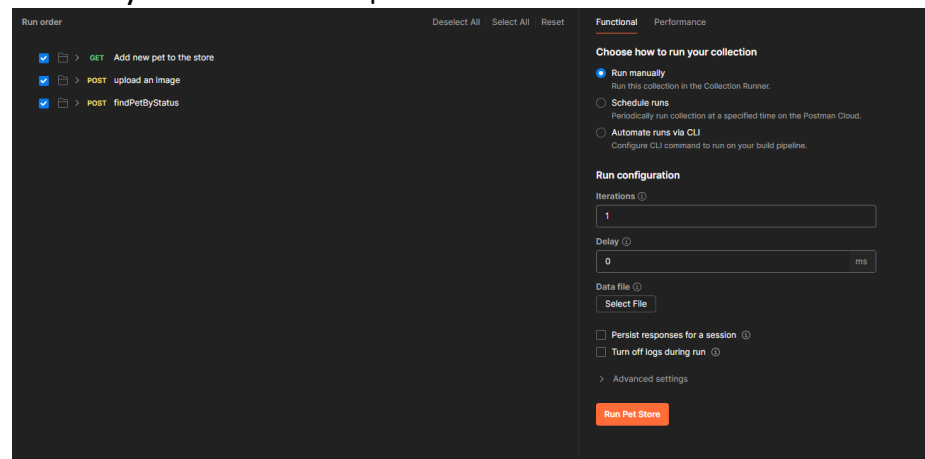 Run order
Deselect All Select All Reset
GET Add new pet to the store
POST upload an image
POST findPetByStatus
Functional Performance
Choose how to run your collection
Run manually
Run this collection in the Collection Runner.
Schedule runs
Periodically run collection at a specified time on the Postman Cloud.
Automate runs via CLI
Configure CLI command to run on your build pipeline.
Run configuration
Iterations
1
Delay
0 ms
Data file
Select File
Persist responses for a session
Turn off logs during run
Advanced settings
Run Pet Store